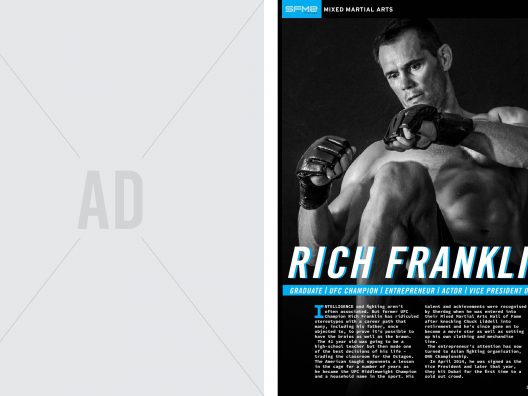 AD
SFM8
MIXED MARTIAL ARTS
RICH FRANKLI
GRADUATE | UFC CHAMPION | ENTREPRENEUR | ACTOR | VICE PRESIDENT O
INTELLIGENCE and fighting aren't
often associated. But former UFC
Champion Rich Franklin has ridiculed
stereotypes with a career path that
many, including his father, once
objected to, to prove it's possible to
have the brains as well as the brawn.
The 41 year old was going to be a
high-school teacher but then made one
of the best decisions of his life -
trading the classroom for the Octagon.
The American taught opponents a lesson
in the cage for a number of years as
he became the UFC Middleweight Champion
and a household name in the sport. His
talent and achievements were recognised
by Sherdog when he was entered into
their Mixed Martial Arts Hall of Fame
after knocking Chuck Liddell into
retirement and he's since gone on to
become a movie star as well as setting
up his own clothing and merchandise
line.
The entrepreneur's attention has now
turned to Asian fighting organisation,
ONE Championship.
In April 2014, he was signed as the
Vice President and later that year,
they hit Dubai for the first time to a
sold out crowd.